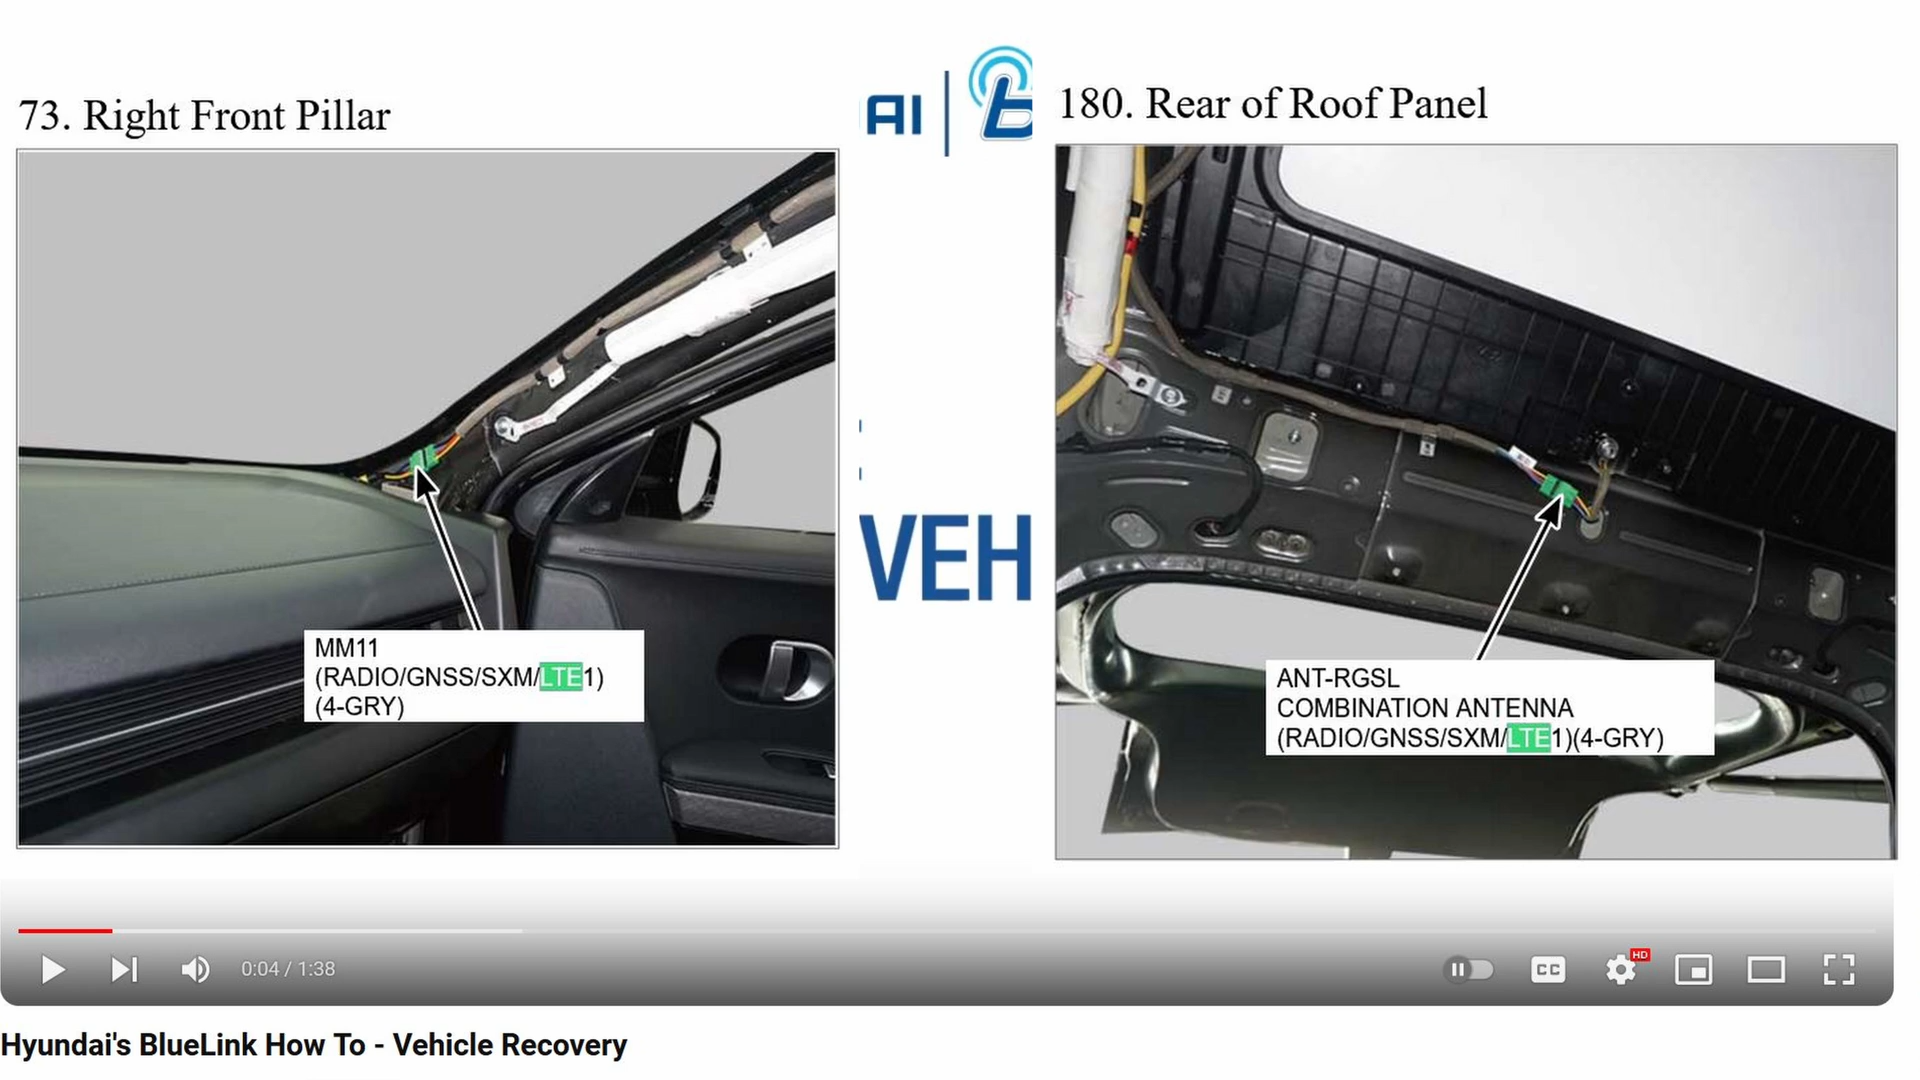 73. Right Front Pillar
MM11
(RADIO/GNSS/SXM/LTE1)
(4-GRY)
AI
VEH
180. Rear of Roof Panel
ANT-RGSL
COMBINATION ANTENNA
(RADIO/GNSS/SXM/LTE1)(4-GRY)
0:04 / 1:38
CC
HD
Hyundai's BlueLink How To - Vehicle Recovery